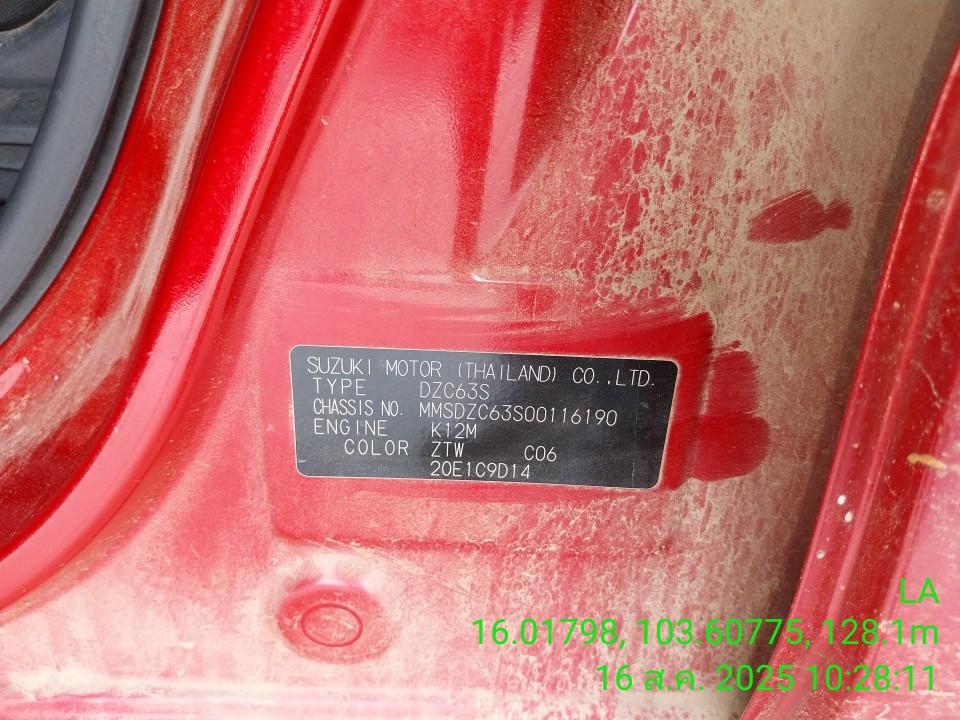 SUZUKI MOTOR (THAILAND) CO.,LTD.
TYPE DZC63S
CHASSIS NO. MMSDZC63S00116190
ENGINE K12M
COLOR ZTW C06
20E1C9D14
LA
16.01798, 103.60775, 128.1m
16 ส.ค. 2025 10:28:11